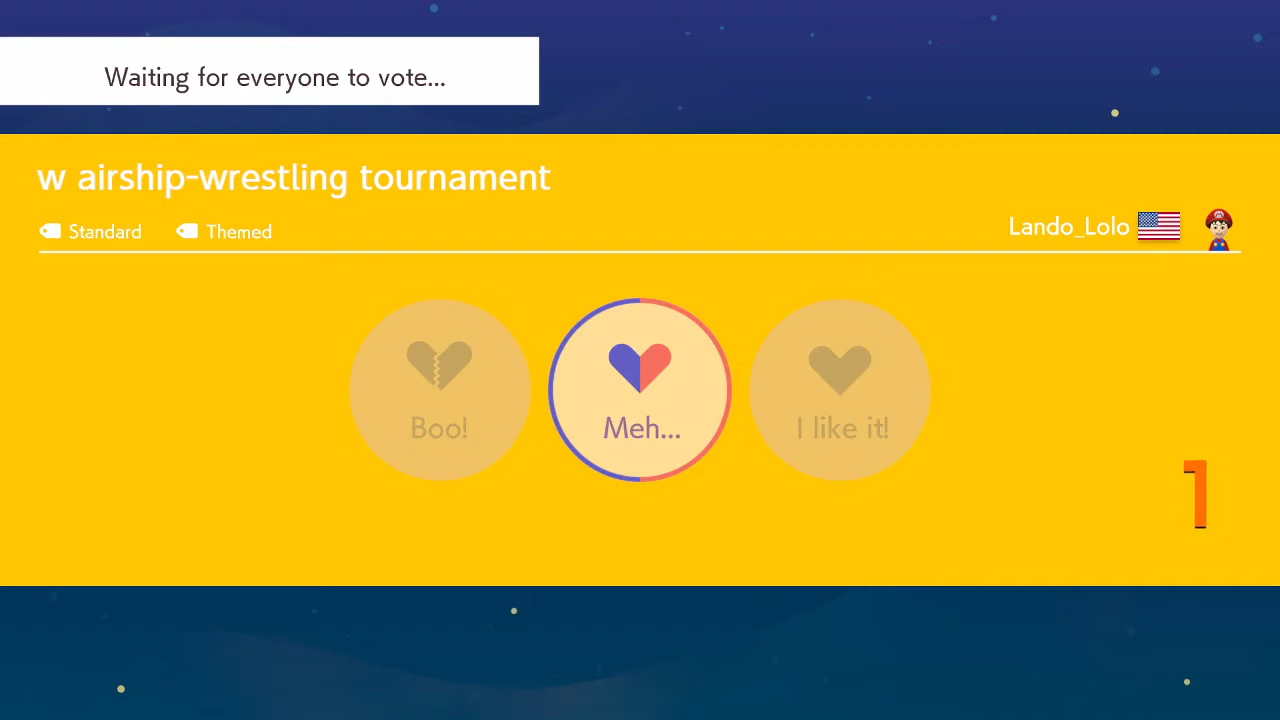 Waiting for everyone to vote...
w airship-wrestling tournament
Standard Themed
Lando_Lolo
Boo! Meh... I like it!
1